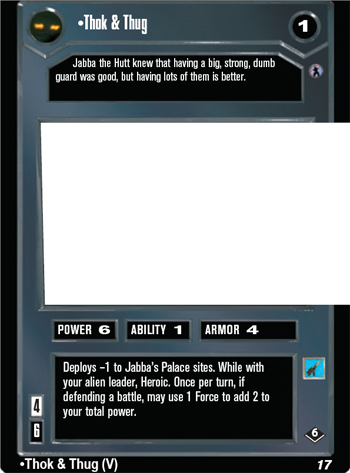 •Thok & Thug
1
Jabba the Hutt knew that having a big, strong, dumb
guard was good, but having lots of them is better.
POWER 6 ABILITY 1 ARMOR 4
Deploys -1 to Jabba's Palace sites. While with
your alien leader, Heroic. Once per turn, if
defending a battle, may use 1 Force to add 2 to
your total power.
4
6
6
•Thok & Thug (V) 17